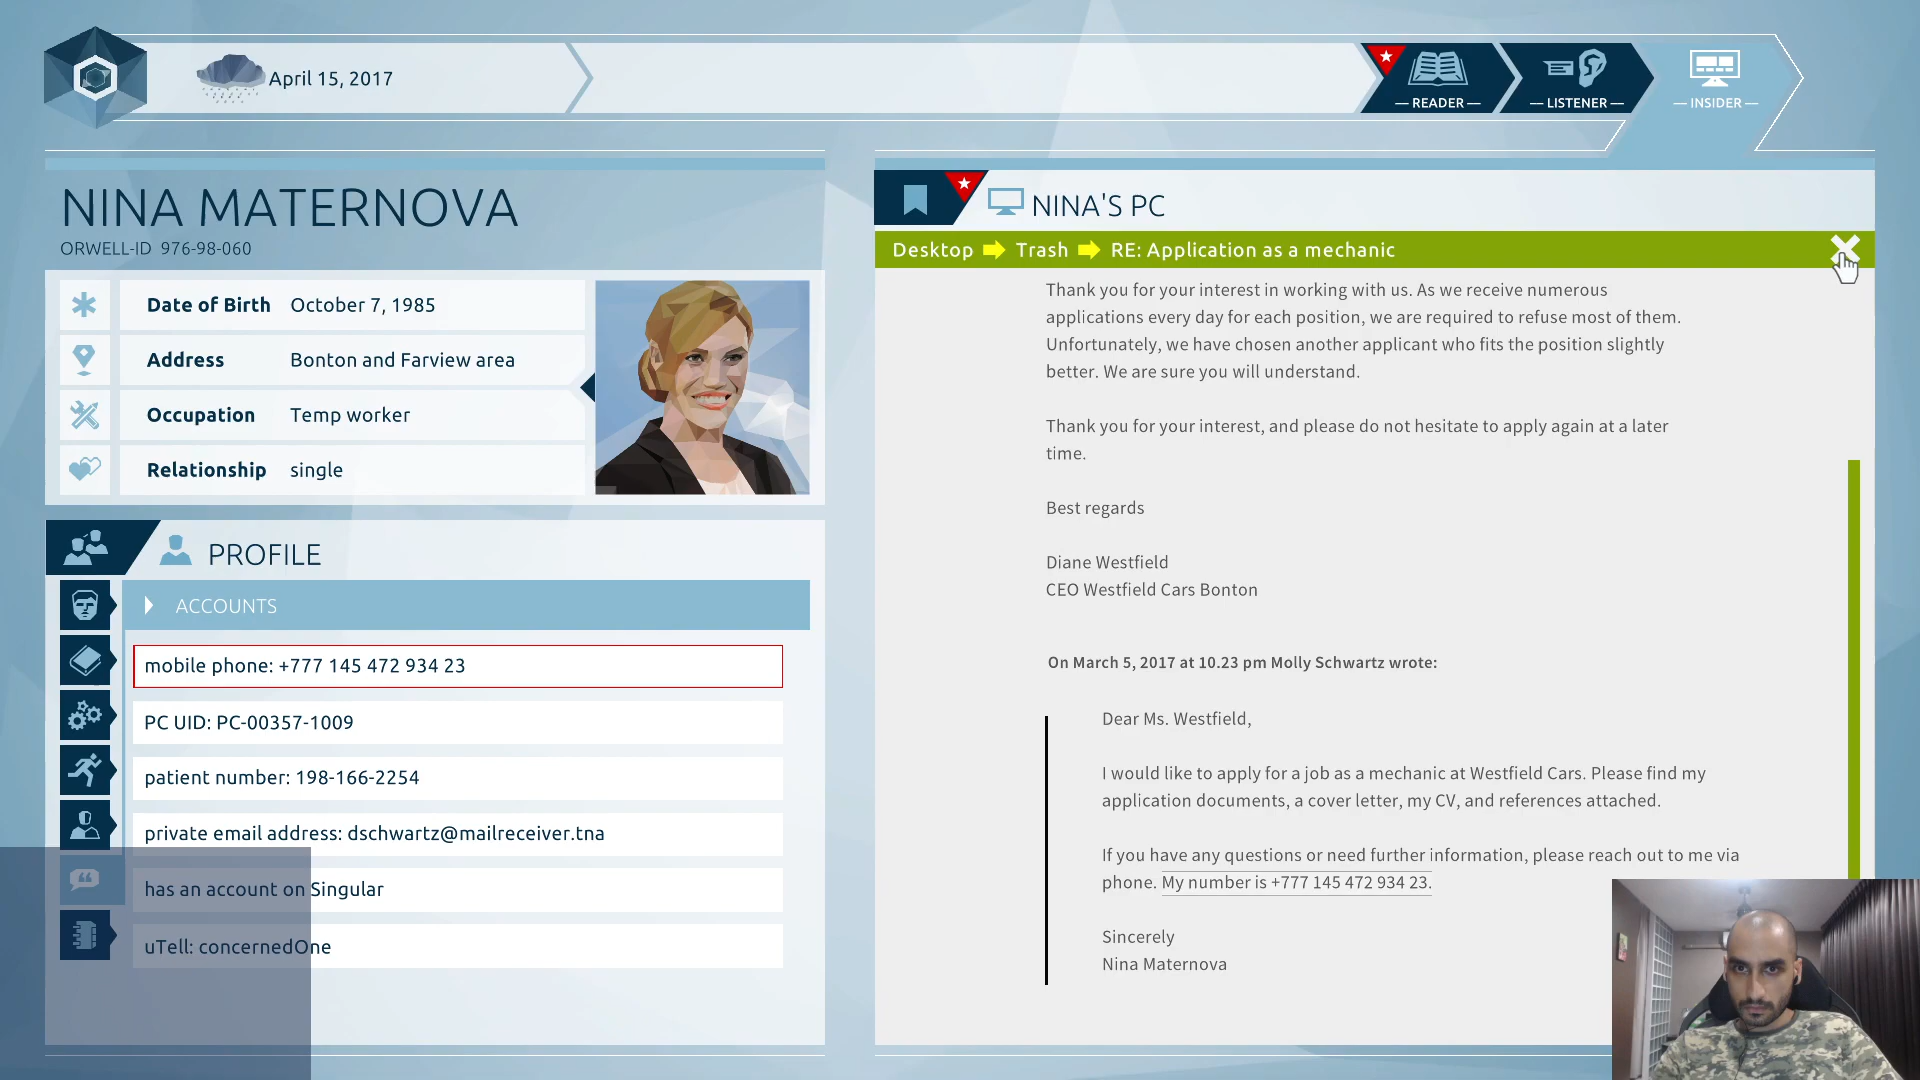 April 15, 2017
— READER —
— LISTENER —
— INSIDER —
NINA MATERNOVA
ORWELL-ID 976-98-060
Date of Birth October 7, 1985
Address Bonton and Farview area
Occupation Temp worker
Relationship single
PROFILE
ACCOUNTS
mobile phone: +777 145 472 934 23
PC UID: PC-00357-1009
patient number: 198-166-2254
private email address: dschwartz@mailreceiver.tna
has an account on Singular
uTell: concernedOne
NINA'S PC
Desktop Trash RE: Application as a mechanic
Thank you for your interest in working with us. As we receive numerous
applications every day for each position, we are required to refuse most of them.
Unfortunately, we have chosen another applicant who fits the position slightly
better. We are sure you will understand.
Thank you for your interest, and please do not hesitate to apply again at a later
time.
Best regards
Diane Westfield
CEO Westfield Cars Bonton
On March 5, 2017 at 10.23 pm Molly Schwartz wrote:
Dear Ms. Westfield,
I would like to apply for a job as a mechanic at Westfield Cars. Please find my
application documents, a cover letter, my CV, and references attached.
If you have any questions or need further information, please reach out to me via
phone. My number is +777 145 472 934 23.
Sincerely
Nina Maternova